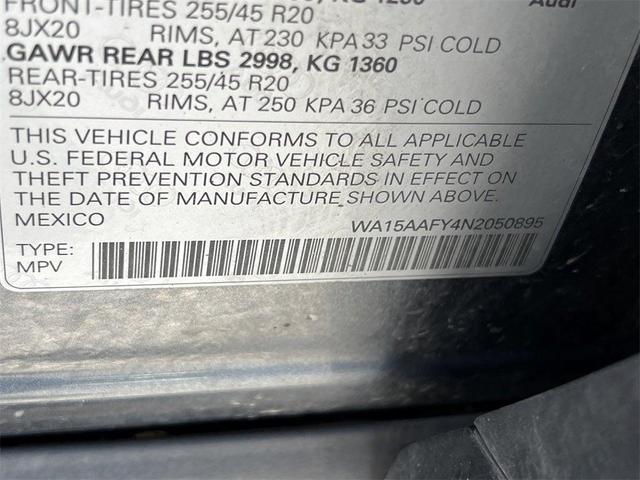 FRONT-TIRES 255/45 R20 Audi
8JX20 RIMS, AT 230 KPA 33 PSI COLD
GAWR REAR LBS 2998, KG 1360
REAR-TIRES 255/45 R20
8JX20 RIMS, AT 250 KPA 36 PSI COLD
THIS VEHICLE CONFORMS TO ALL APPLICABLE
U.S. FEDERAL MOTOR VEHICLE SAFETY AND
THEFT PREVENTION STANDARDS IN EFFECT ON
THE DATE OF MANUFACTURE SHOWN ABOVE.
MEXICO WA15AAFY4N2050895
TYPE:
MPV